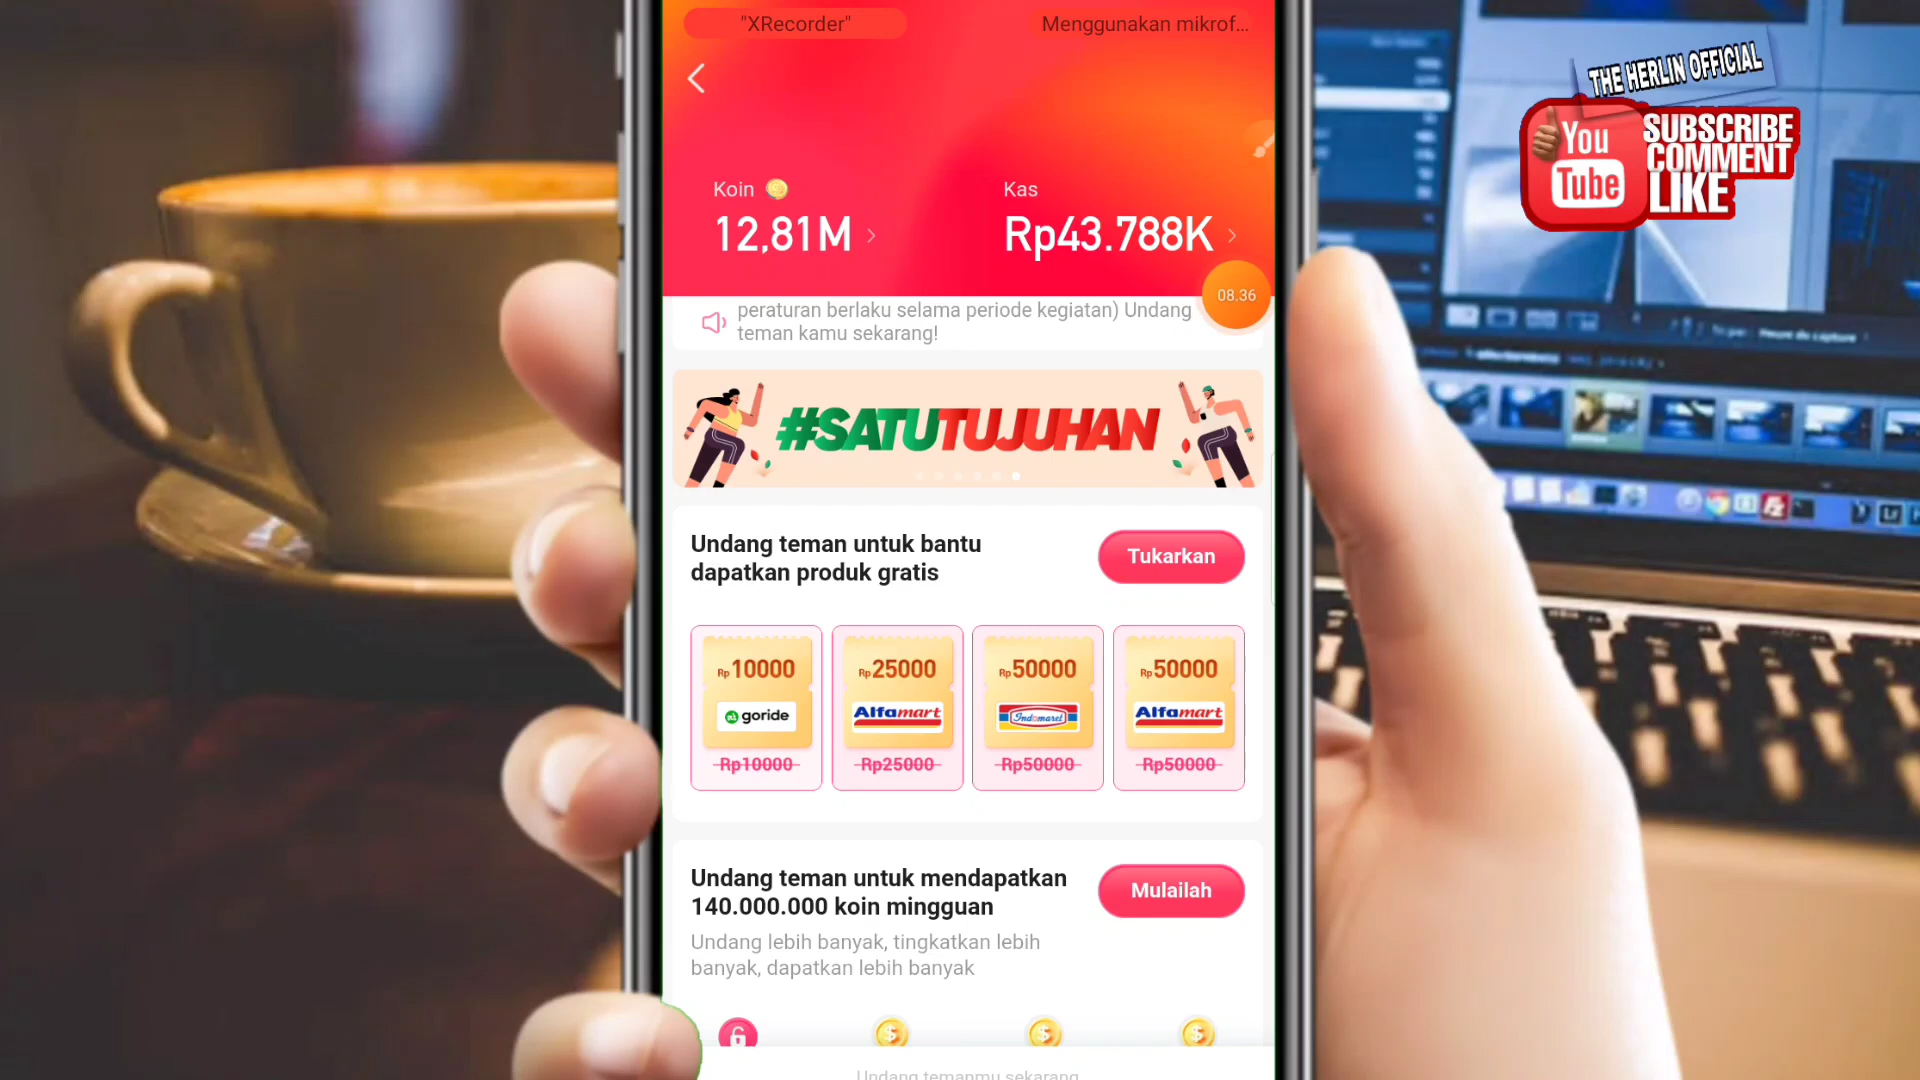 "XRecorder"
Menggunakan mikrof...
THE HERLIN OFFICIAL
You
Tube
SUBSCRIBE
COMMENT
LIKE
Koin
Kas
12,81M
Rp43.788K
08.36
peraturan berlaku selama periode kegiatan) Undang
teman kamu sekarang!
#SATUTUJUHAN
Undang teman untuk bantu
dapatkan produk gratis
Tukarkan
Rp10000
Rp25000
Rp50000
Rp50000
goride
Alfamart
Indomaret
Alfamart
Rp10000
Rp25000
Rp50000
Rp50000
Undang teman untuk mendapatkan
140.000.000 koin mingguan
Mulailah
Undang lebih banyak, tingkatkan lebih
banyak, dapatkan lebih banyak
Undang temanmu sekarang